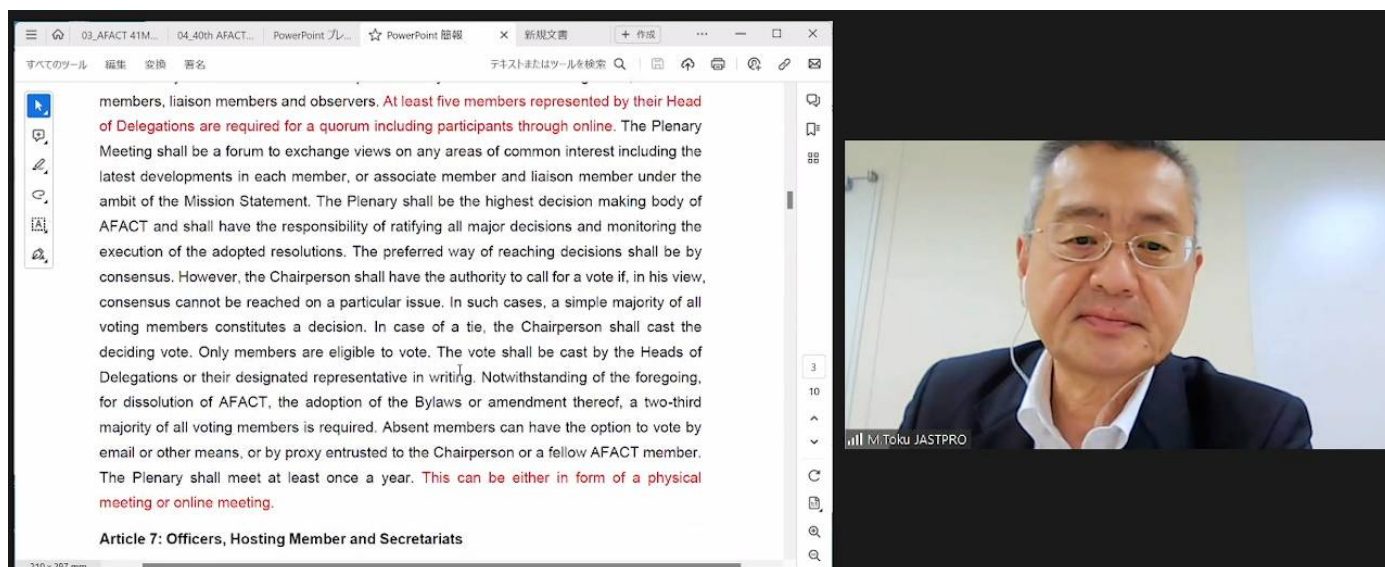 03_AFACT 41M... 04_40th AFACT... PowerPoint プレ... PowerPoint 簡報 新規文書 + 作成
すべてのツール 編集 変換 署名 テキストまたはツールを検索
members, liaison members and observers. At least five members represented by their Head
of Delegations are required for a quorum including participants through online. The Plenary
Meeting shall be a forum to exchange views on any areas of common interest including the
latest developments in each member, or associate member and liaison member under the
ambit of the Mission Statement. The Plenary shall be the highest decision making body of
AFACT and shall have the responsibility of ratifying all major decisions and monitoring the
execution of the adopted resolutions. The preferred way of reaching decisions shall be by
consensus. However, the Chairperson shall have the authority to call for a vote if, in his view,
consensus cannot be reached on a particular issue. In such cases, a simple majority of all
voting members constitutes a decision. In case of a tie, the Chairperson shall cast the
deciding vote. Only members are eligible to vote. The vote shall be cast by the Heads of
Delegations or their designated representative in writing. Notwithstanding of the foregoing,
for dissolution of AFACT, the adoption of the Bylaws or amendment thereof, a two-third
majority of all voting members is required. Absent members can have the option to vote by
email or other means, or by proxy entrusted to the Chairperson or a fellow AFACT member.
The Plenary shall meet at least once a year. This can be either in form of a physical
meeting or online meeting.
Article 7: Officers, Hosting Member and Secretariats
3
10
M.Toku JASTPRO